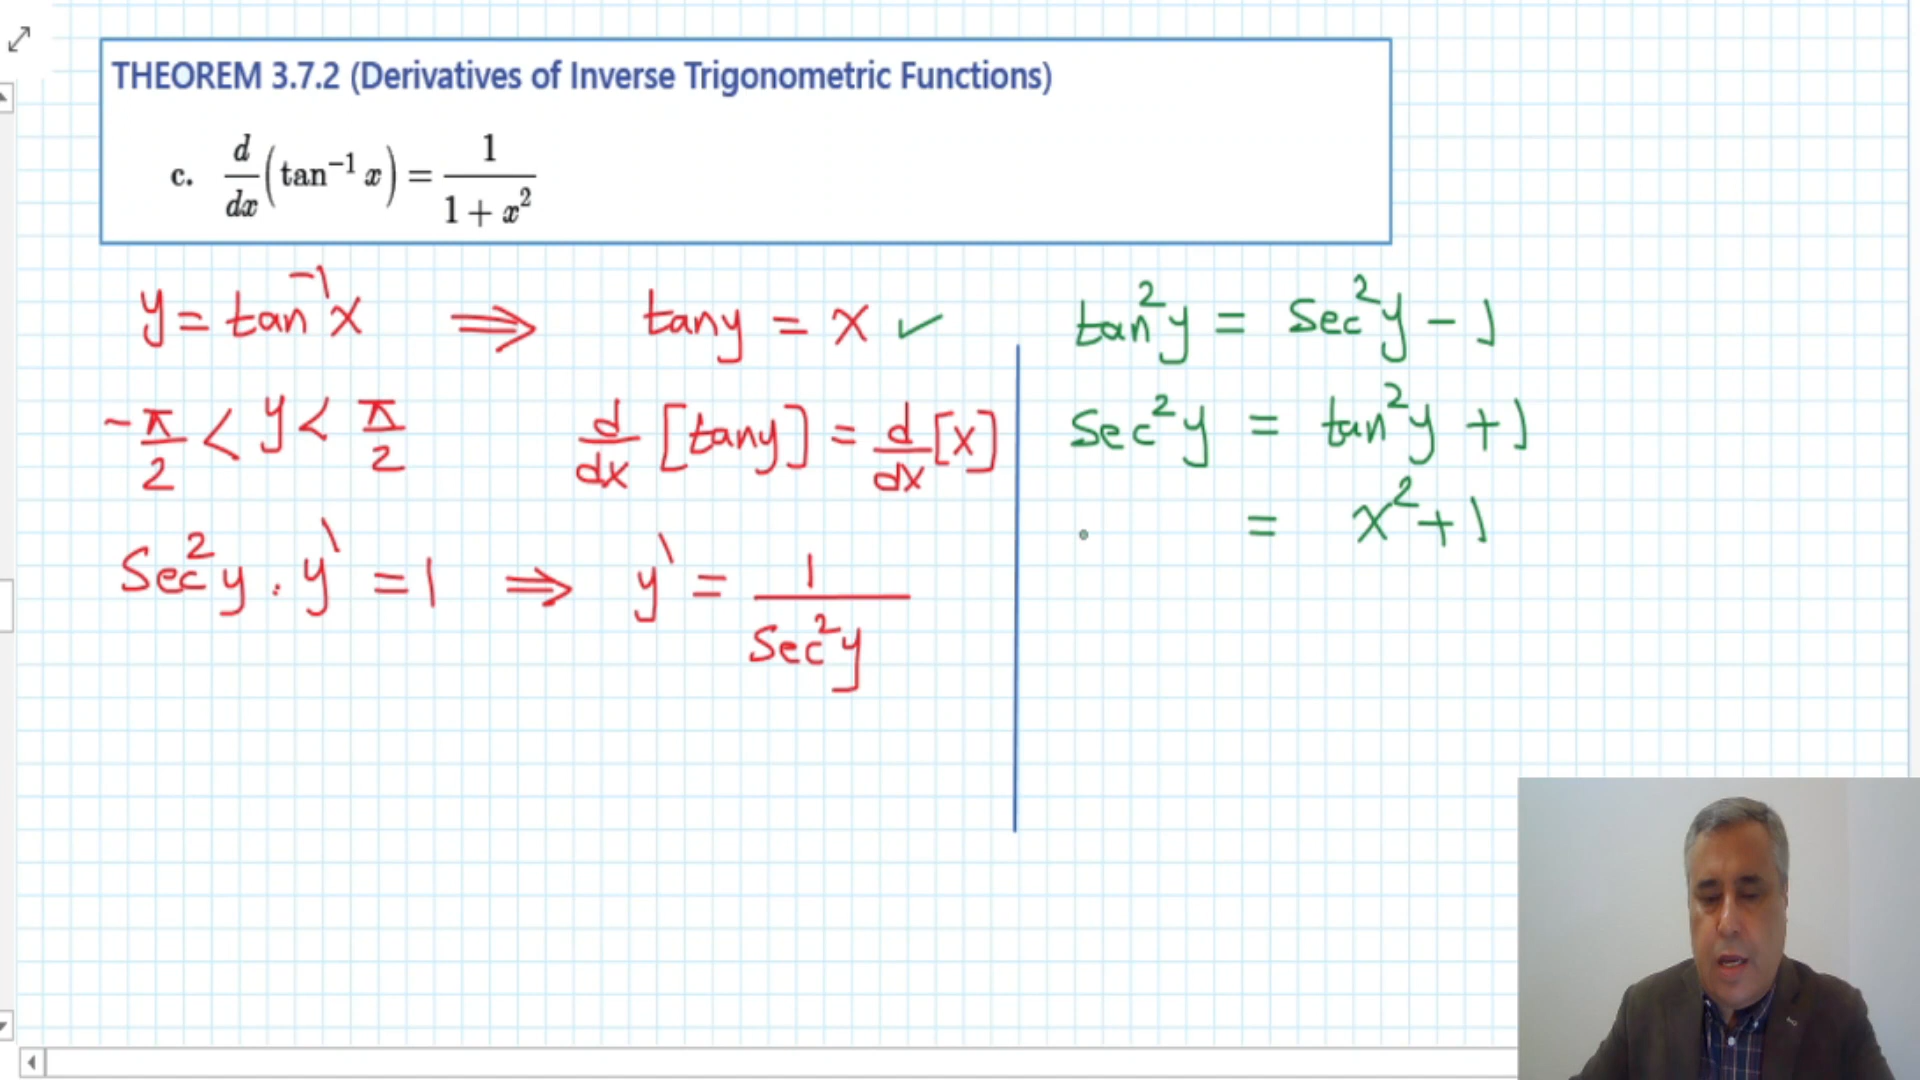 THEOREM 3.7.2 (Derivatives of Inverse Trigonometric Functions)
c. d/dx (tan⁻¹ x) = 1/(1 + x²)
y = tan⁻¹x ⟹ tany = x ✓
-π/2 < y < π/2 d/dx [tany] = d/dx [x]
Sec²y . y' = 1 ⟹ y' = 1/Sec²y
tan²y = Sec²y - 1
Sec²y = tan²y + 1
= x² + 1